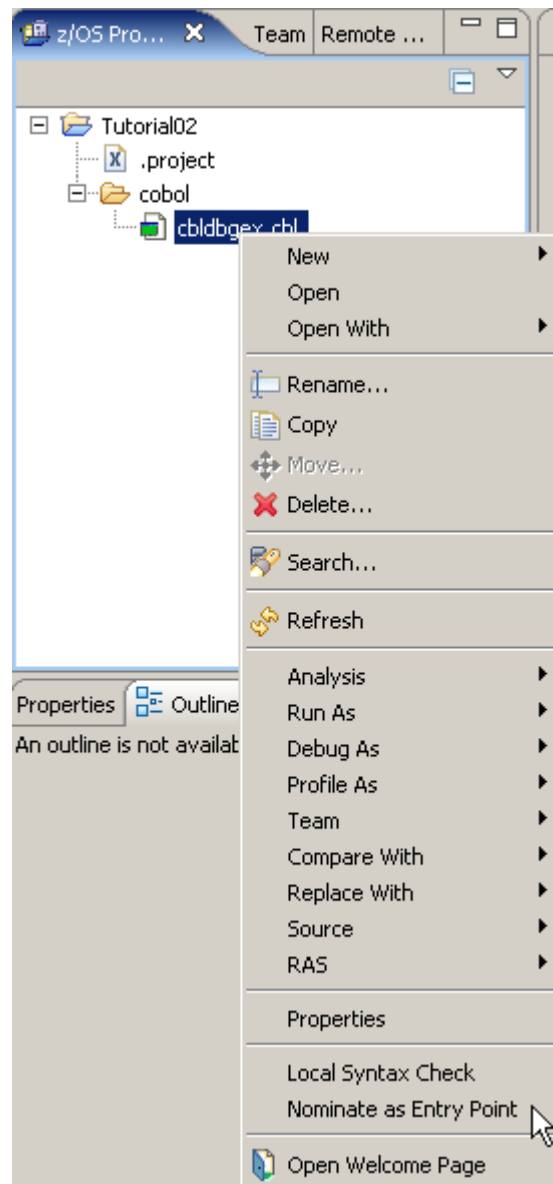 z/OS Pro... Team Remote ...
Tutorial02
.project
cobol
cbldbgex.cbl
New
Open
Open With
Rename...
Copy
Move...
Delete...
Search...
Refresh
Analysis
Properties Outline
Run As
An outline is not availab
Debug As
Profile As
Team
Compare With
Replace With
Source
RAS
Properties
Local Syntax Check
Nominate as Entry Point
Open Welcome Page